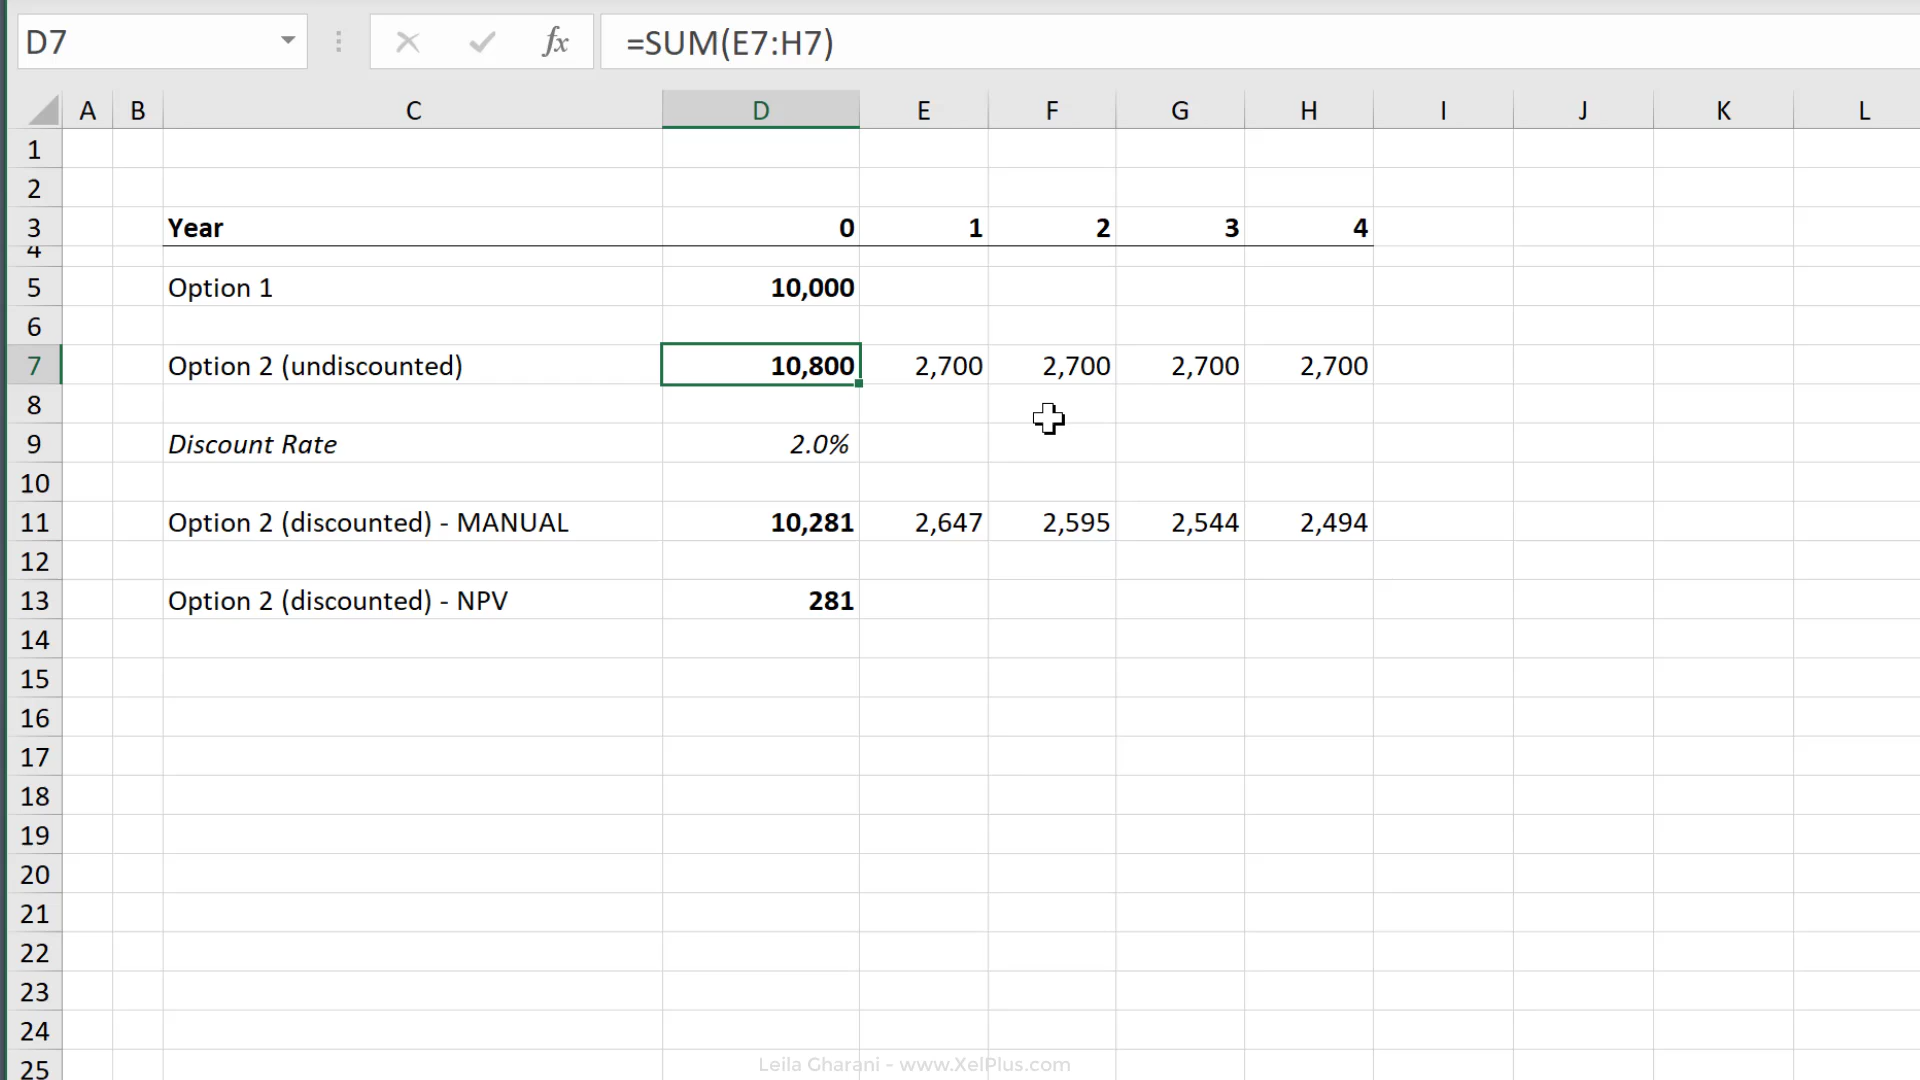 D7 fx =SUM(E7:H7)
A B C D E F G H I J K L
1
2
3 Year 0 1 2 3 4
4
5 Option 1 10,000
6
7 Option 2 (undiscounted) 10,800 2,700 2,700 2,700 2,700
8
9 Discount Rate 2.0%
10
11 Option 2 (discounted) - MANUAL 10,281 2,647 2,595 2,544 2,494
12
13 Option 2 (discounted) - NPV 281
14
15
16
17
18
19
20
21
22
23
24
25
Leila Gharani - www.XelPlus.com